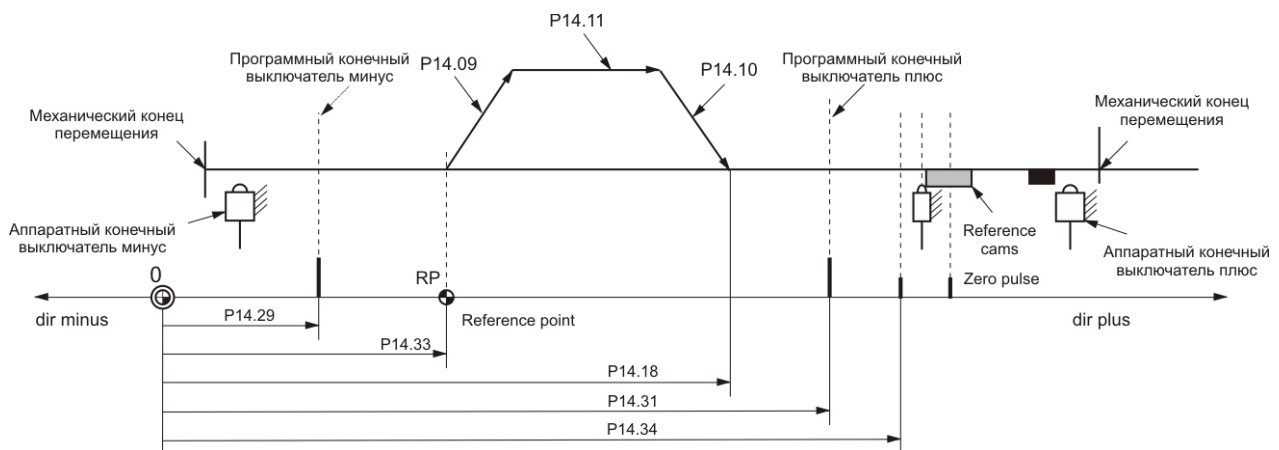 P14.11
Программный конечный
выключатель минус
P14.09
P14.10
Программный конечный
выключатель плюс
Механический конец
перемещения
Механический конец
перемещения
Аппаратный конечный
выключатель минус
Reference
cams
Аппаратный конечный
выключатель плюс
0
RP
Zero pulse
dir minus
P14.29
Reference point
dir plus
P14.33
P14.18
P14.31
P14.34